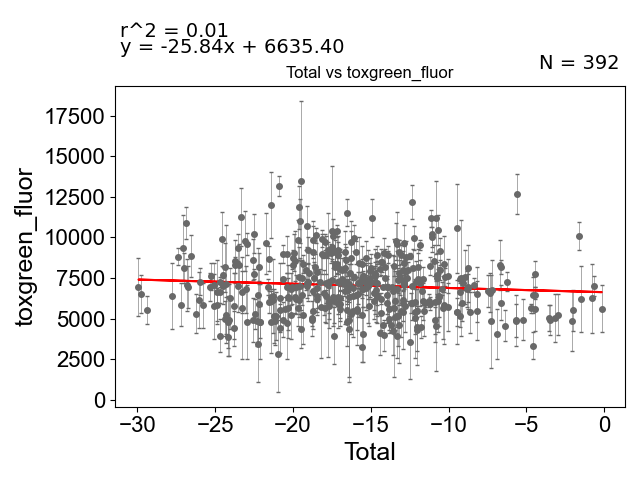 r^2 = 0.01
y = -25.84x + 6635.40
N = 392
Total vs toxgreen_fluor
17500
15000
12500
10000
7500
5000
2500
0
toxgreen_fluor
−30 −25 −20 −15 −10 −5 0
Total